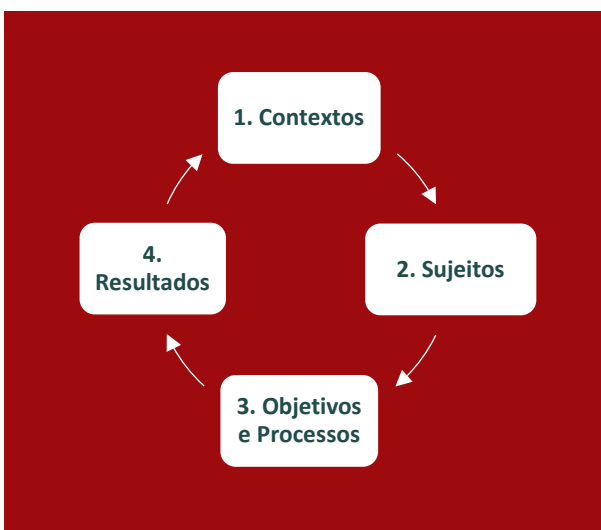 1. Contextos
2. Sujeitos
3. Objetivos
e Processos
4.
Resultados